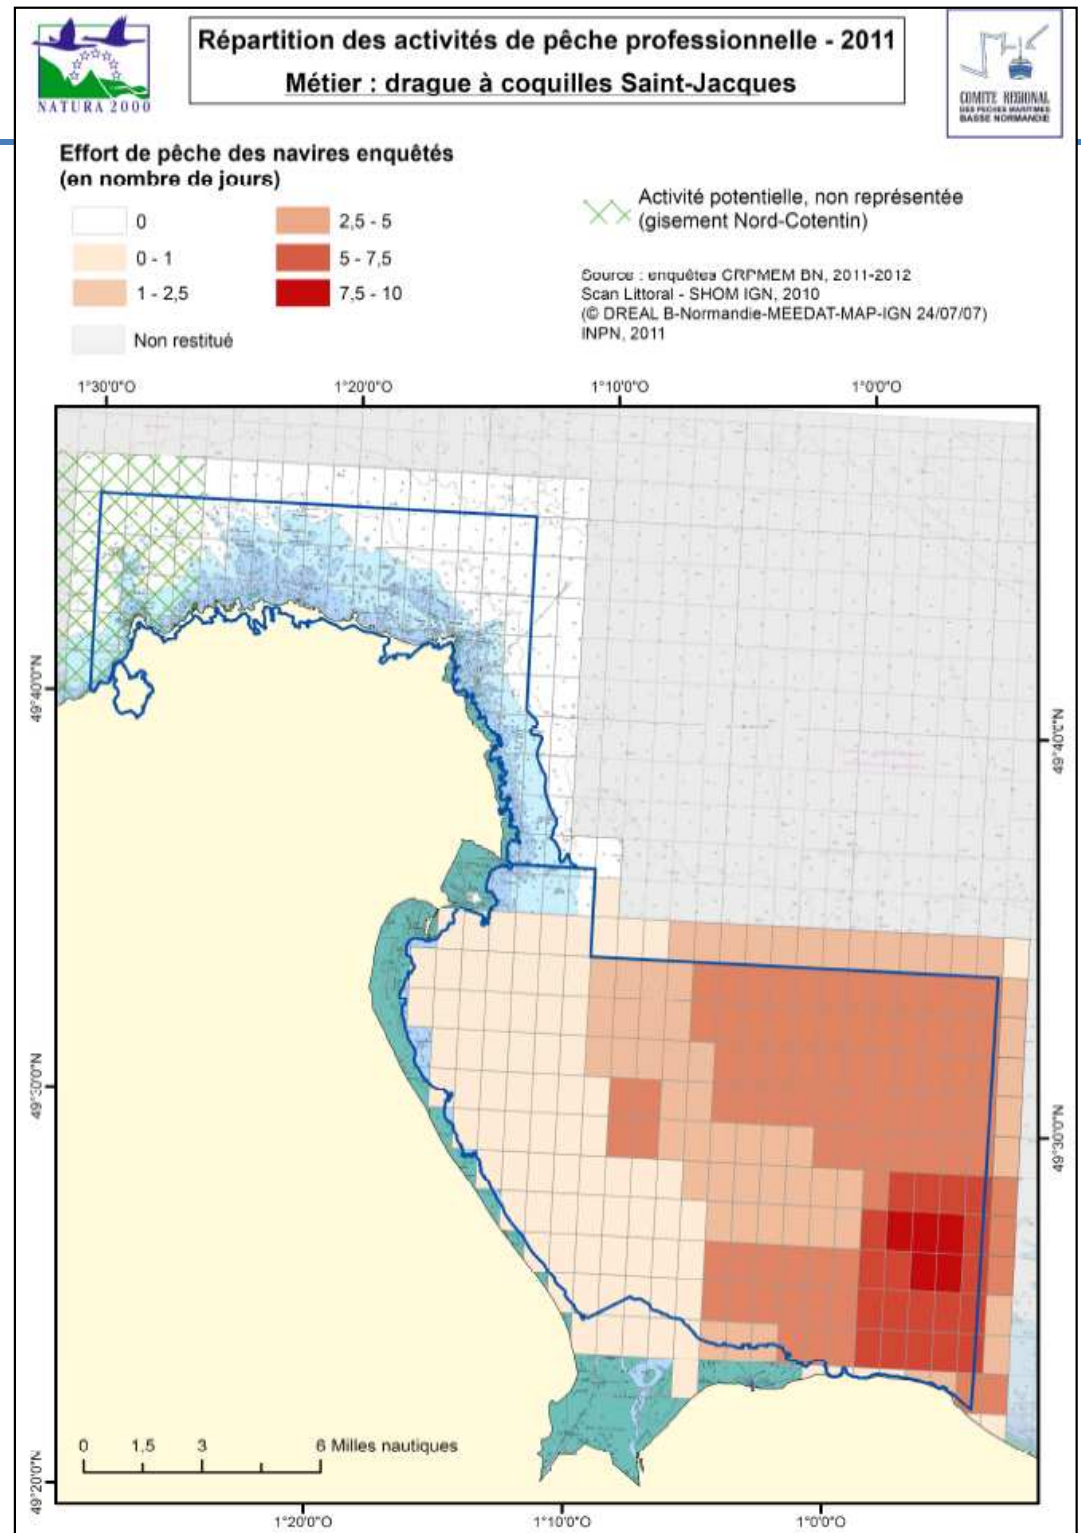 Répartition des activités de pêche professionnelle - 2011
Métier : drague à coquilles Saint-Jacques
NATURA 2000
COMITE REGIONAL
DES PECHES MARITIMES
BASSE NORMANDIE
Effort de pêche des navires enquêtés
(en nombre de jours)
0
0 - 1
1 - 2,5
2,5 - 5
5 - 7,5
7,5 - 10
Non restitué
Activité potentielle, non représentée
(gisement Nord-Cotentin)
Source : enquêtes CRPMEM BN, 2011-2012
Scan Littoral - SHOM IGN, 2010
(© DREAL B-Normandie-MEEDAT-MAP-IGN 24/07/07)
INPN, 2011
1°30'0"O
1°20'0"O
1°10'0"O
1°0'0"O
49°40'0"N
49°40'0"N
49°30'0"N
49°30'0"N
49°20'0"N
0 1,5 3 6 Milles nautiques
1°20'0"O
1°10'0"O
1°0'0"O